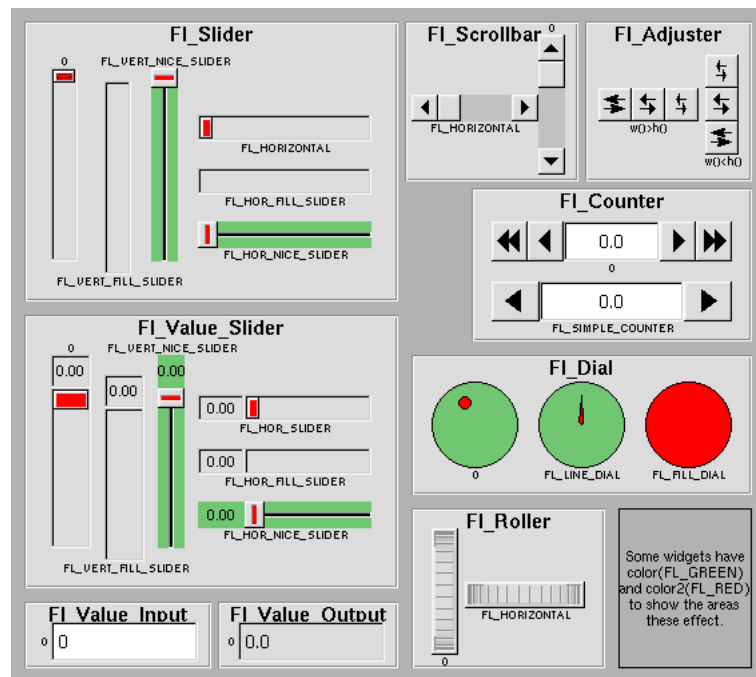 Fl_Slider
0
FL_VERT_NICE_SLIDER
FL_HORIZONTAL
FL_HOR_FILL_SLIDER
FL_HOR_NICE_SLIDER
FL_VERT_FILL_SLIDER
Fl_Scrollbar
0
FL_HORIZONTAL
Fl_Adjuster
w()>h()
w()<h()
Fl_Counter
0.0
0
0.0
FL_SIMPLE_COUNTER
Fl_Value_Slider
0
FL_VERT_NICE_SLIDER
0.00
0.00
0.00
0.00
FL_HOR_SLIDER
0.00
FL_HOR_FILL_SLIDER
0.00
FL_HOR_NICE_SLIDER
FL_VERT_FILL_SLIDER
Fl_Dial
0
FL_LINE_DIAL
FL_FILL_DIAL
Fl_Roller
FL_HORIZONTAL
0
Some widgets have
color(FL_GREEN)
and color2(FL_RED)
to show the areas
these effect.
Fl_Value_Input
0
0
Fl_Value_Output
0
0.0